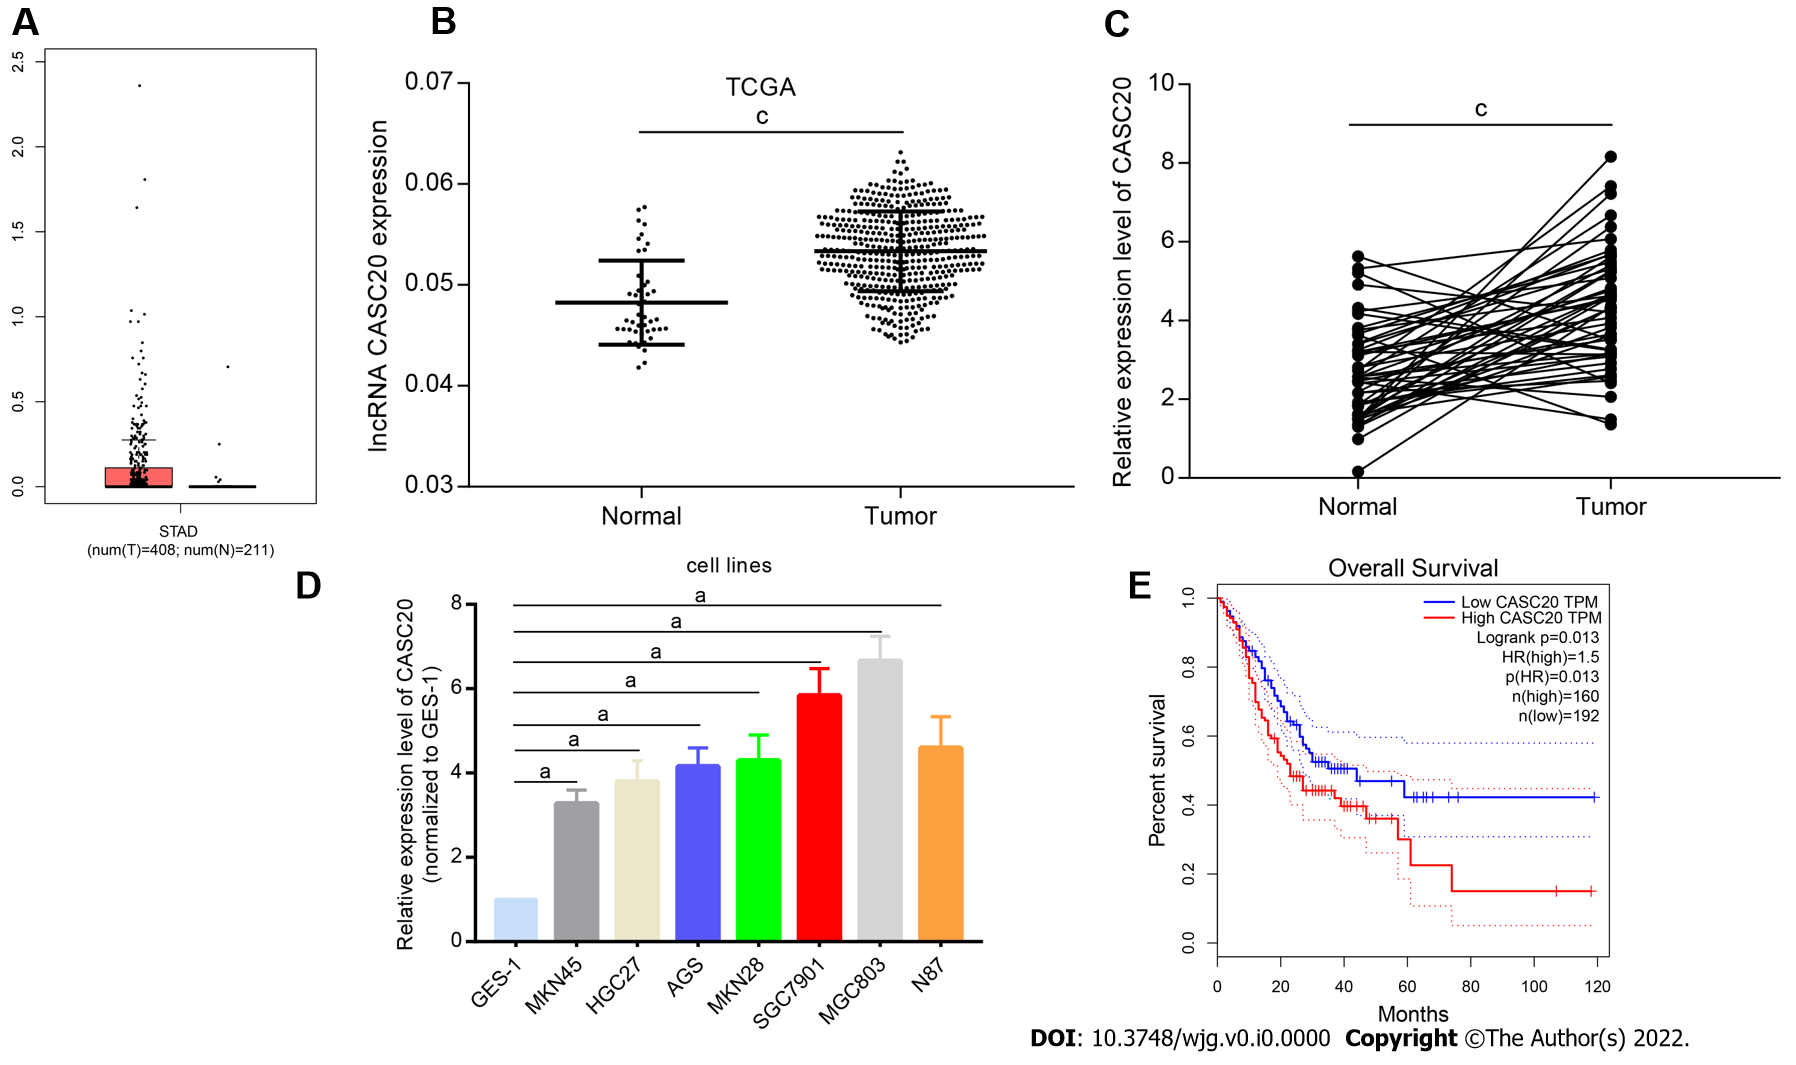 A
2.5
2.0
1.5
1.0
0.5
0.0
STAD
(num(T)=408; num(N)=211)
B
TCGA
c
lncRNA CASC20 expression
0.07
0.06
0.05
0.04
0.03
Normal
Tumor
C
c
Relative expression level of CASC20
10
8
6
4
2
0
Normal
Tumor
D
cell lines
Relative expression level of CASC20
(normalized to GES-1)
8
6
4
2
0
a
a
a
a
a
a
a
GES-1
MKN45
HGC27
AGS
MKN28
SGC7901
MGC803
N87
E
Overall Survival
Low CASC20 TPM
High CASC20 TPM
Logrank p=0.013
HR(high)=1.5
p(HR)=0.013
n(high)=160
n(low)=192
Percent survival
1.0
0.8
0.6
0.4
0.2
0.0
0 20 40 60 80 100 120
Months
DOI: 10.3748/wjg.v0.i0.0000 Copyright ©The Author(s) 2022.